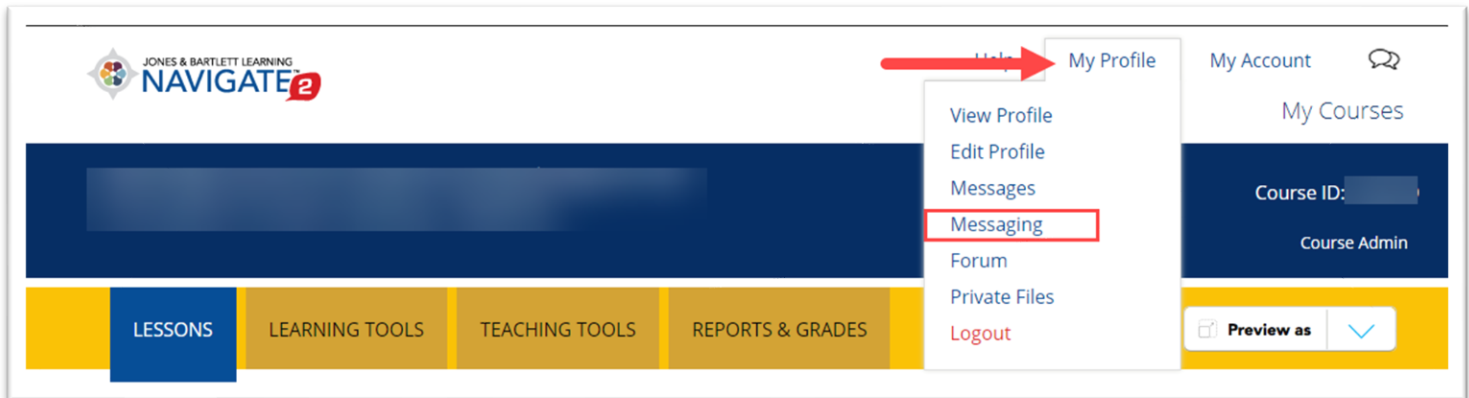 JONES & BARTLETT LEARNING
NAVIGATE 2
Help My Profile My Account
My Courses
View Profile
Edit Profile
Messages
Messaging
Forum
Private Files
Logout
Course ID:
Course Admin
LESSONS LEARNING TOOLS TEACHING TOOLS REPORTS & GRADES
Preview as